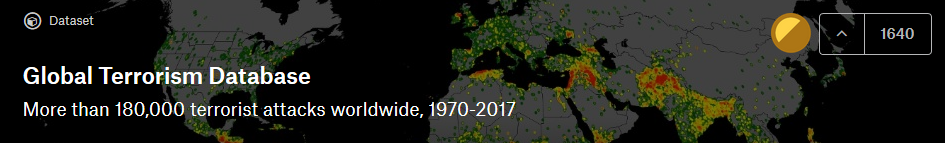 Dataset
1640
Global Terrorism Database
More than 180,000 terrorist attacks worldwide, 1970-2017